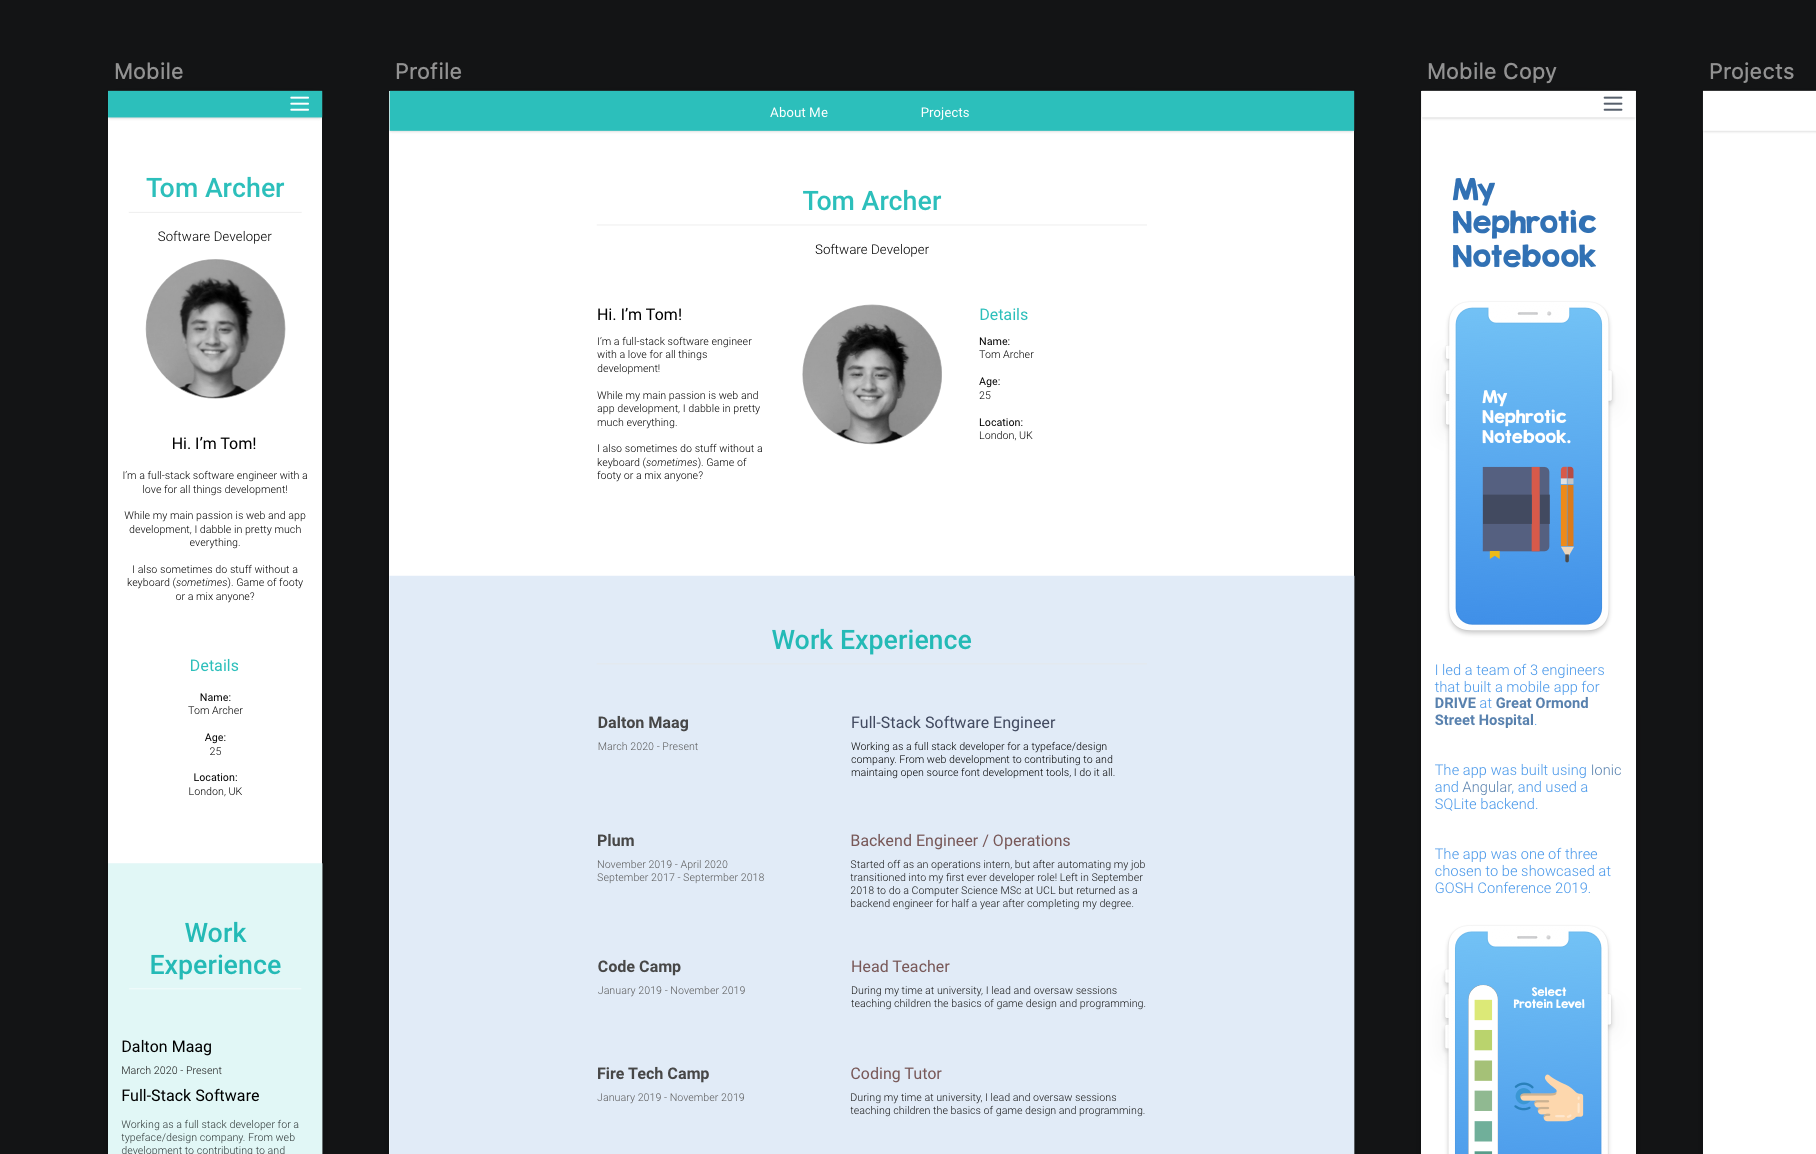 Mobile
Tom Archer
Software Developer
Hi. I'm Tom!
I'm a full-stack software engineer with a
love for all things development!
While my main passion is web and app
development, I dabble in pretty much
everything.
I also sometimes do stuff without a
keyboard (sometimes). Game of footy
or a mix anyone?
Details
Name:
Tom Archer
Age:
25
Location:
London, UK
Work
Experience
Dalton Maag
March 2020 - Present
Full-Stack Software
Working as a full stack developer for a
typeface/design company. From web
development to contributing to and
Profile
About Me
Projects
Tom Archer
Software Developer
Hi. I'm Tom!
I'm a full-stack software engineer
with a love for all things
development!
While my main passion is web and
app development, I dabble in pretty
much everything.
I also sometimes do stuff without a
keyboard (sometimes). Game of
footy or a mix anyone?
Details
Name:
Tom Archer
Age:
25
Location:
London, UK
Work Experience
Dalton Maag
March 2020 - Present
Full-Stack Software Engineer
Working as a full stack developer for a typeface/design
company. From web development to contributing to and
maintaing open source font development tools, I do it all.
Plum
November 2019 - April 2020
September 2017 - Septermber 2018
Backend Engineer / Operations
Started off as an operations intern, but after automating my job
transitioned into my first ever developer role! Left in September
2018 to do a Computer Science MSc at UCL but returned as a
backend engineer for half a year after completing my degree.
Code Camp
January 2019 - November 2019
Head Teacher
During my time at university, I lead and oversaw sessions
teaching children the basics of game design and programming.
Fire Tech Camp
January 2019 - November 2019
Coding Tutor
During my time at university, I lead and oversaw sessions
teaching children the basics of game design and programming.
Mobile Copy
My
Nephrotic
Notebook
My
Nephrotic
Notebook.
I led a team of 3 engineers
that built a mobile app for
DRIVE at Great Ormond
Street Hospital.
The app was built using Ionic
and Angular, and used a
SQLite backend.
The app was one of three
chosen to be showcased at
GOSH Conference 2019.
Select
Protein Level
Projects